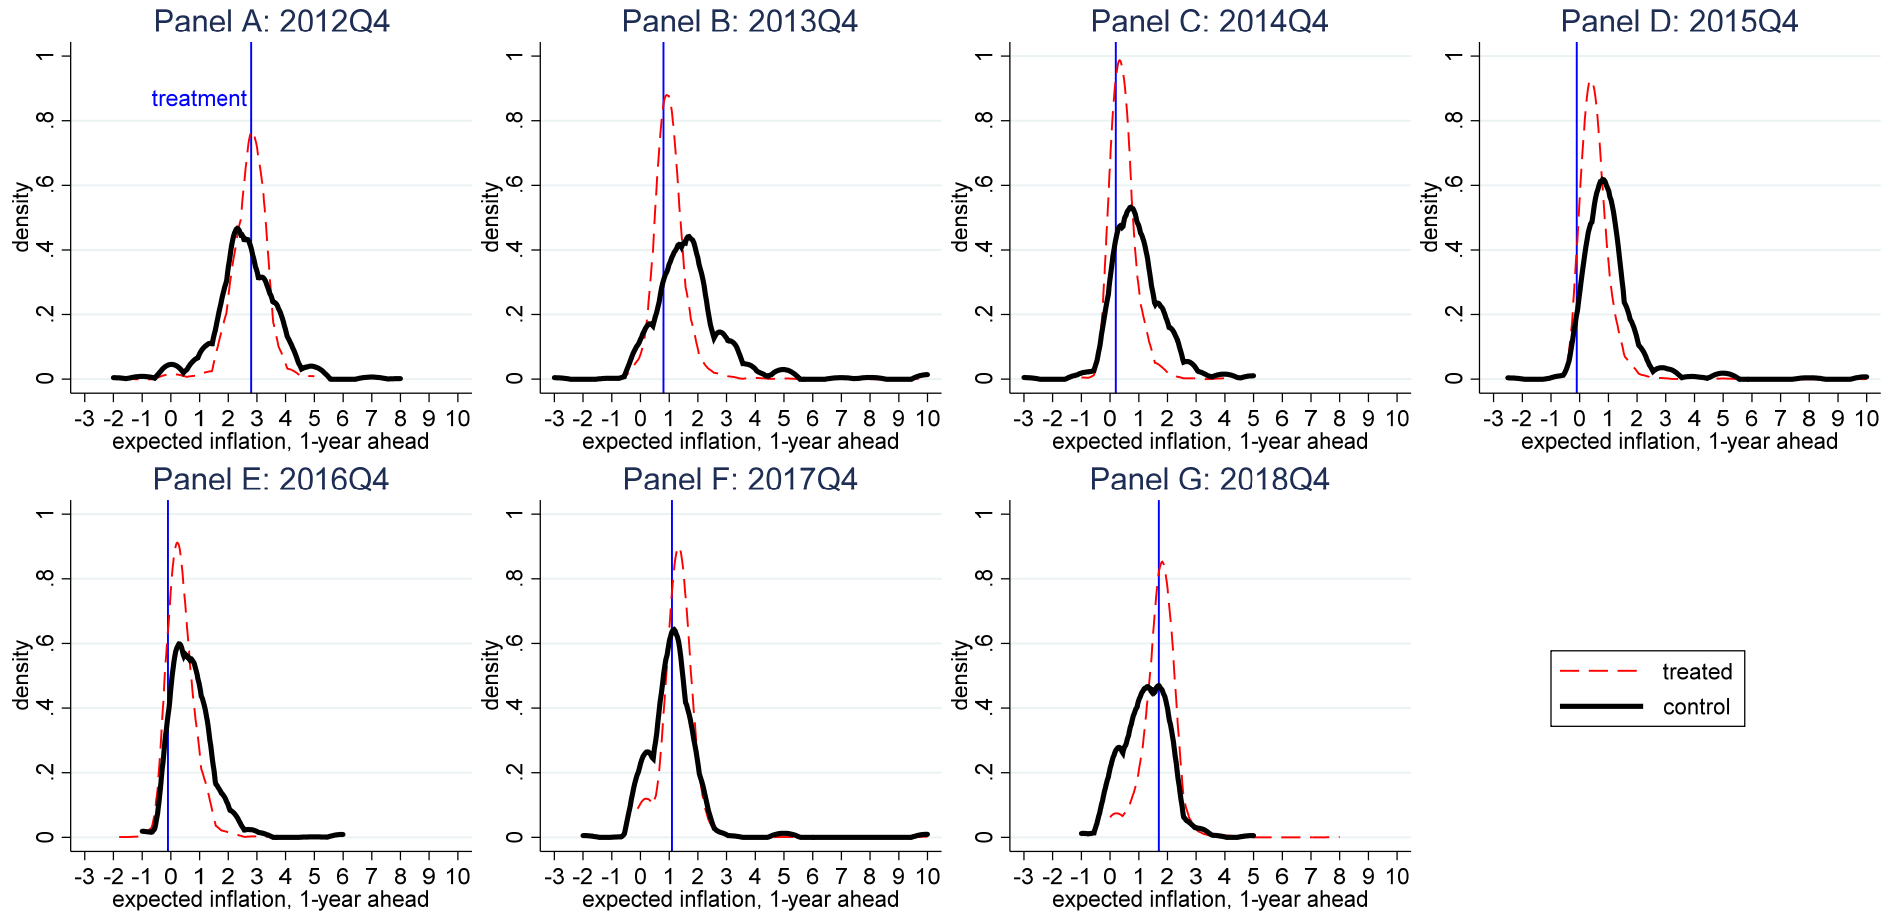 Panel A: 2012Q4
treatment
density
0 .2 .4 .6 .8 1
-3 -2 -1 0 1 2 3 4 5 6 7 8 9 10
expected inflation, 1-year ahead
Panel B: 2013Q4
density
0 .2 .4 .6 .8 1
-3 -2 -1 0 1 2 3 4 5 6 7 8 9 10
expected inflation, 1-year ahead
Panel C: 2014Q4
density
0 .2 .4 .6 .8 1
-3 -2 -1 0 1 2 3 4 5 6 7 8 9 10
expected inflation, 1-year ahead
Panel D: 2015Q4
density
0 .2 .4 .6 .8 1
-3 -2 -1 0 1 2 3 4 5 6 7 8 9 10
expected inflation, 1-year ahead
Panel E: 2016Q4
density
0 .2 .4 .6 .8 1
-3 -2 -1 0 1 2 3 4 5 6 7 8 9 10
expected inflation, 1-year ahead
Panel F: 2017Q4
density
0 .2 .4 .6 .8 1
-3 -2 -1 0 1 2 3 4 5 6 7 8 9 10
expected inflation, 1-year ahead
Panel G: 2018Q4
density
0 .2 .4 .6 .8 1
-3 -2 -1 0 1 2 3 4 5 6 7 8 9 10
expected inflation, 1-year ahead
treated
control